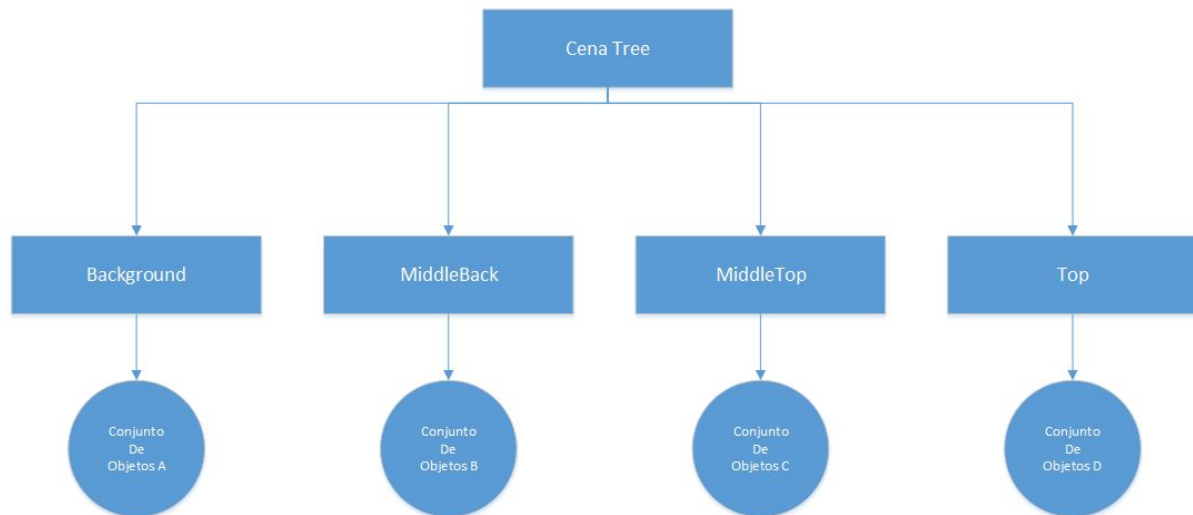 Cena Tree
Background
MiddleBack
MiddleTop
Top
Conjunto
De
Objetos A
Conjunto
De
Objetos B
Conjunto
De
Objetos C
Conjunto
De
Objetos D